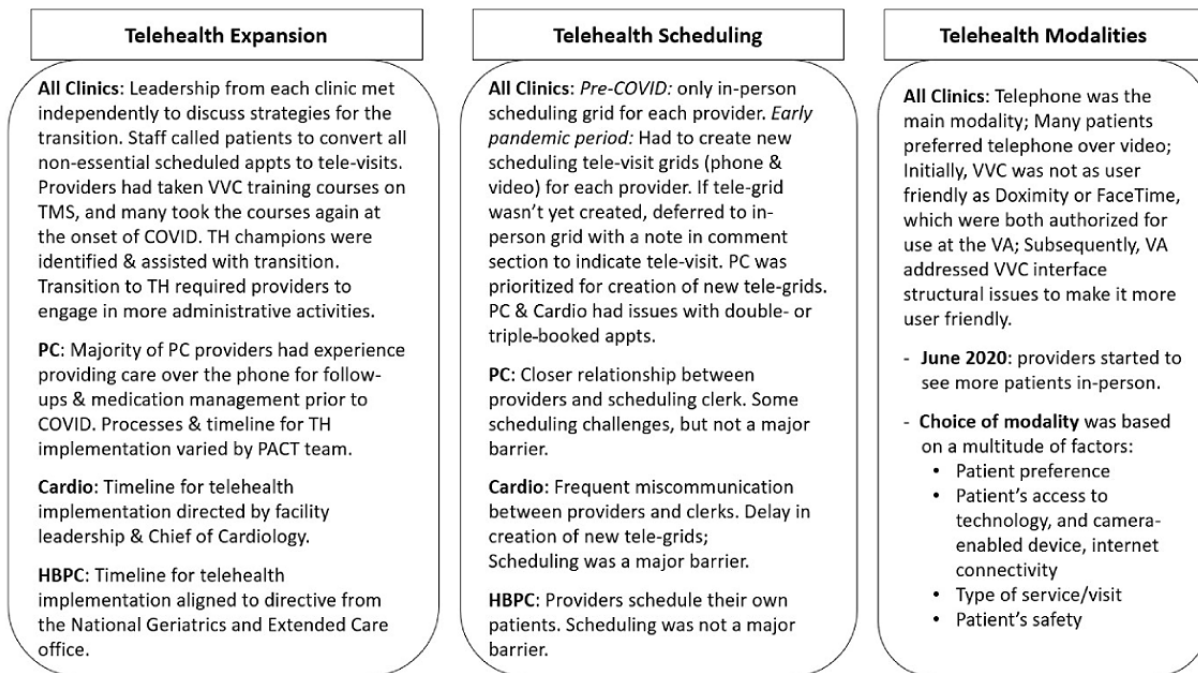 Telehealth Expansion
All Clinics: Leadership from each clinic met
independently to discuss strategies for the
transition. Staff called patients to convert all
non-essential scheduled appts to tele-visits.
Providers had taken VVC training courses on
TMS, and many took the courses again at
the onset of COVID. TH champions were
identified & assisted with transition.
Transition to TH required providers to
engage in more administrative activities.
PC: Majority of PC providers had experience
providing care over the phone for follow-
ups & medication management prior to
COVID. Processes & timeline for TH
implementation varied by PACT team.
Cardio: Timeline for telehealth
implementation directed by facility
leadership & Chief of Cardiology.
HBPC: Timeline for telehealth
implementation aligned to directive from
the National Geriatrics and Extended Care
office.
Telehealth Scheduling
All Clinics: Pre-COVID: only in-person
scheduling grid for each provider. Early
pandemic period: Had to create new
scheduling tele-visit grids (phone &
video) for each provider. If tele-grid
wasn't yet created, deferred to in-
person grid with a note in comment
section to indicate tele-visit. PC was
prioritized for creation of new tele-grids.
PC & Cardio had issues with double- or
triple-booked appts.
PC: Closer relationship between
providers and scheduling clerk. Some
scheduling challenges, but not a major
barrier.
Cardio: Frequent miscommunication
between providers and clerks. Delay in
creation of new tele-grids;
Scheduling was a major barrier.
HBPC: Providers schedule their own
patients. Scheduling was not a major
barrier.
Telehealth Modalities
All Clinics: Telephone was the
main modality; Many patients
preferred telephone over video;
Initially, VVC was not as user
friendly as Doximity or FaceTime,
which were both authorized for
use at the VA; Subsequently, VA
addressed VVC interface
structural issues to make it more
user friendly.
- June 2020: providers started to
see more patients in-person.
- Choice of modality was based
on a multitude of factors:
• Patient preference
• Patient's access to
technology, and camera-
enabled device, internet
connectivity
• Type of service/visit
• Patient's safety